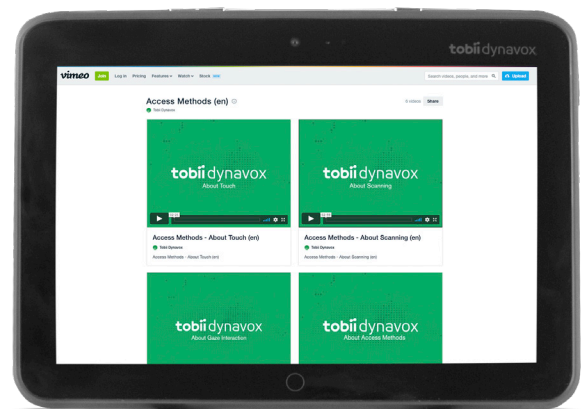 tobii dynavox
vimeo Join Log in Pricing Features Watch Stock Search videos, people, and more Upload
Access Methods (en)
6 videos Share
Tobii Dynavox
tobii dynavox
About Touch
tobii dynavox
About Scanning
Access Methods - About Touch (en)
Tobii Dynavox
Access Methods - About Touch (en)
Access Methods - About Scanning (en)
Tobii Dynavox
Access Methods - About Scanning (en)
tobii dynavox
About Gaze Interaction
tobii dynavox
About Access Methods